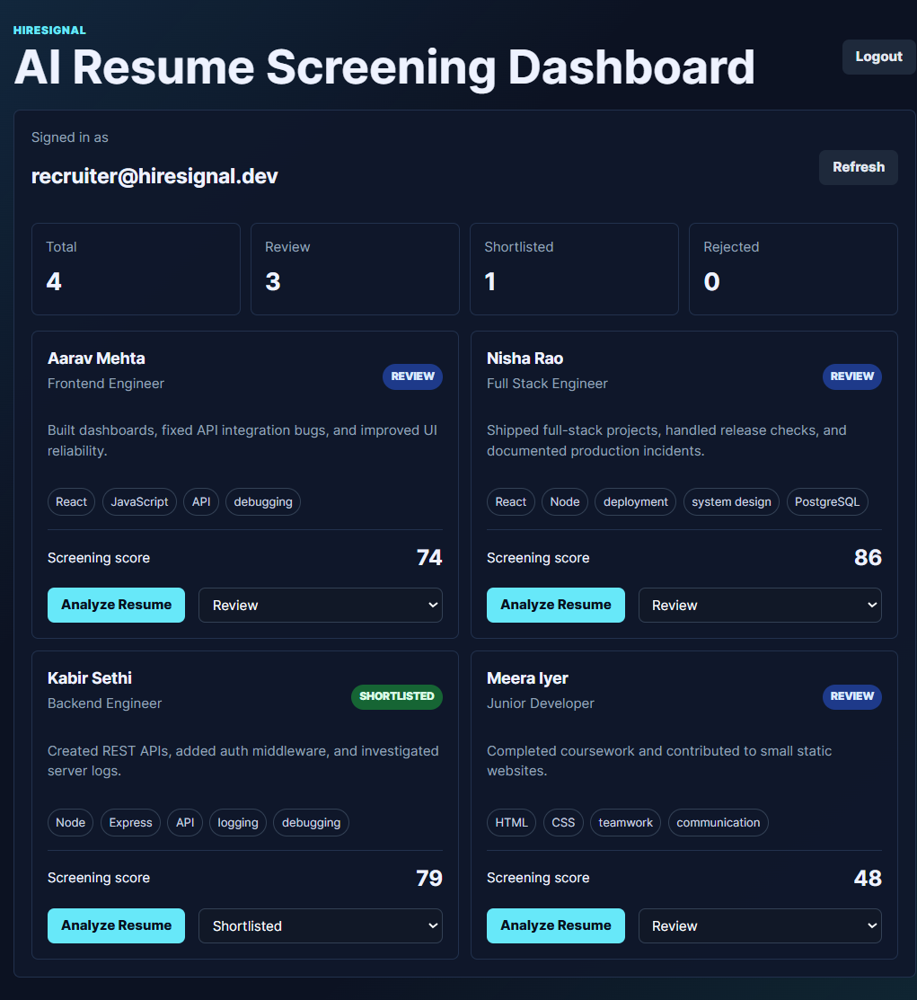 HIRESIGNAL
AI Resume Screening Dashboard
Logout
Signed in as
recruiter@hiresignal.dev
Refresh
Total
4
Review
3
Shortlisted
1
Rejected
0
Aarav Mehta
Frontend Engineer
REVIEW
Built dashboards, fixed API integration bugs, and improved UI
reliability.
React JavaScript API debugging
Screening score 74
Analyze Resume Review
Nisha Rao
Full Stack Engineer
REVIEW
Shipped full-stack projects, handled release checks, and
documented production incidents.
React Node deployment system design PostgreSQL
Screening score 86
Analyze Resume Review
Kabir Sethi
Backend Engineer
SHORTLISTED
Created REST APIs, added auth middleware, and investigated
server logs.
Node Express API logging debugging
Screening score 79
Analyze Resume Shortlisted
Meera Iyer
Junior Developer
REVIEW
Completed coursework and contributed to small static
websites.
HTML CSS teamwork communication
Screening score 48
Analyze Resume Review